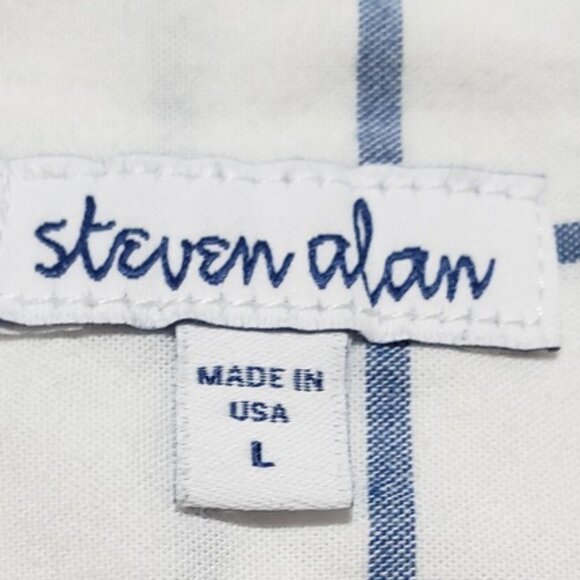 steven alan
MADE IN
USA
L